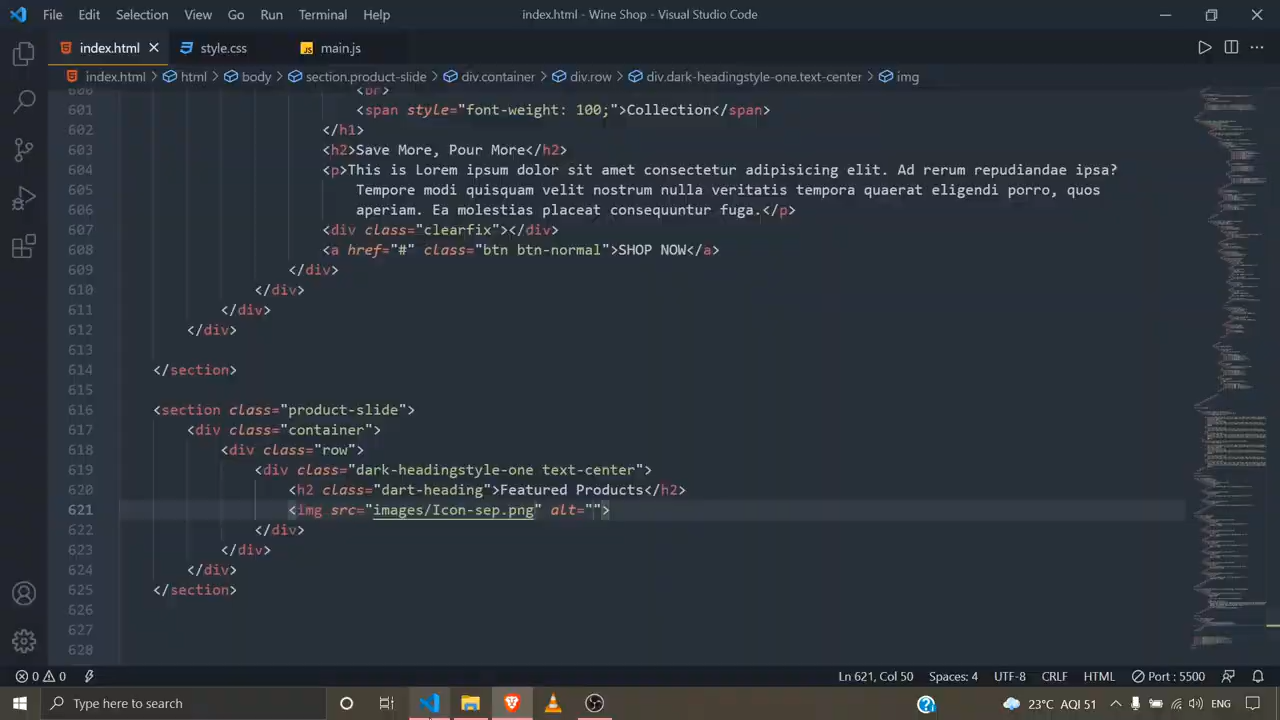 File Edit Selection View Go Run Terminal Help index.html - Wine Shop - Visual Studio Code
index.html style.css main.js
index.html html body section.product-slide div.container div.row div.dark-headingstyle-one.text-center img
600 <br>
601 <span style="font-weight: 100;">Collection</span>
602 </h1>
603 <h2>Save More, Pour More</h2>
604 <p>This is Lorem ipsum dolor sit amet consectetur adipisicing elit. Ad rerum repudiandae ipsa?
605 Tempore modi quisquam velit nostrum nulla veritatis tempora quaerat eligendi porro, quos
606 aperiam. Ea molestias placeat consequuntur fuga.</p>
607 <div class="clearfix"></div>
608 <a href="#" class="btn btn-normal">SHOP NOW</a>
609 </div>
610 </div>
611 </div>
612 </div>
613
614 </section>
615
616 <section class="product-slide">
617 <div class="container">
618 <div class="row">
619 <div class="dark-headingstyle-one text-center">
620 <h2 class="dart-heading">Featured Products</h2>
621 <img src="images/Icon-sep.png" alt="">
622 </div>
623 </div>
624 </div>
625 </section>
626
627
628
0 0 Ln 621, Col 50 Spaces: 4 UTF-8 CRLF HTML Port : 5500
Type here to search 23°C AQI 51 ENG